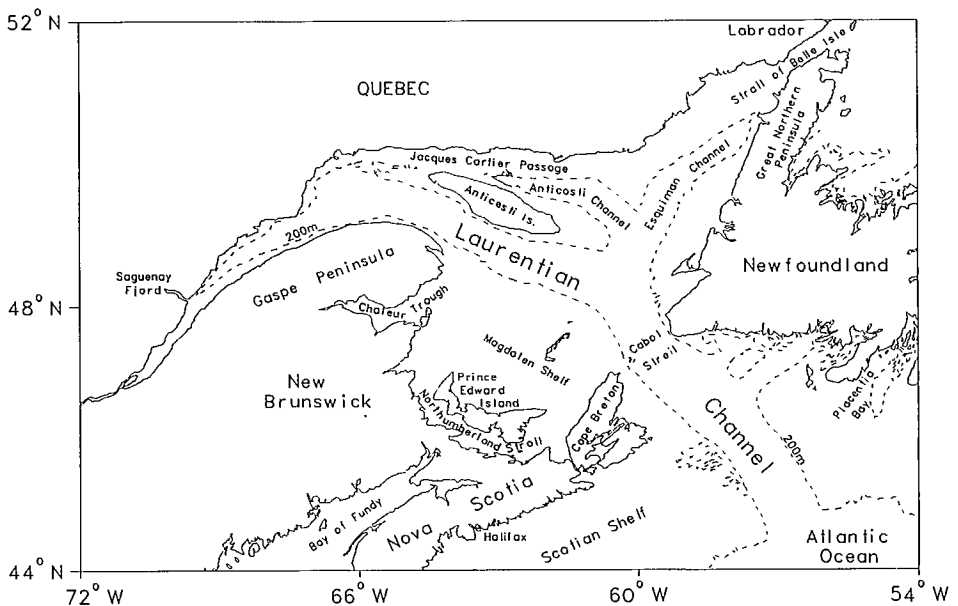 52° N
Labrador
Strait of Belle Isle
QUEBEC
Great Northern
Peninsula
Jacques Cartier Passage
Esquiman Channel
Anticosti Is.
Anticosti Channel
200m
Laurentian
Saguenay
Fjord
Gaspe Peninsula
Newfoundland
48° N
Chaleur Trough
Cabot
Strait
Magdalen Shelf
New
Brunswick
Prince
Edward
Island
Northumberland Strait
Cape Breton
Channel
Placentia
Bay
200m
Bay of Fundy
Nova Scotia
Halifax
Scotian Shelf
Atlantic
Ocean
44° N
72° W
66° W
60° W
54° W